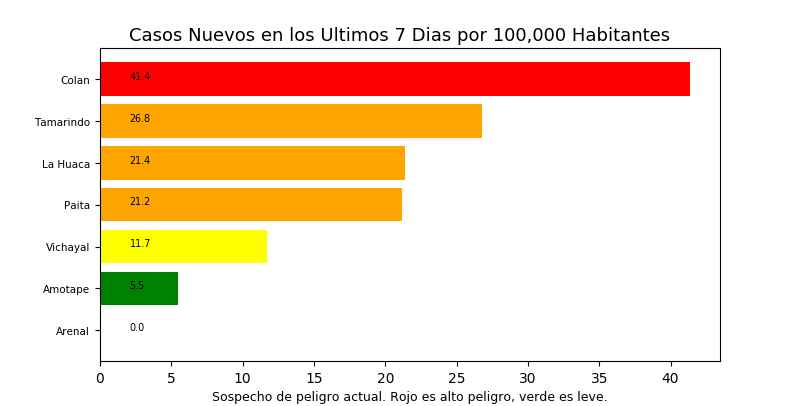 Casos Nuevos en los Ultimos 7 Dias por 100,000 Habitantes
Colan 41.4
Tamarindo 26.8
La Huaca 21.4
Paita 21.2
Vichayal 11.7
Amotape 5.5
Arenal 0.0
0 5 10 15 20 25 30 35 40
Sospecho de peligro actual. Rojo es alto peligro, verde es leve.